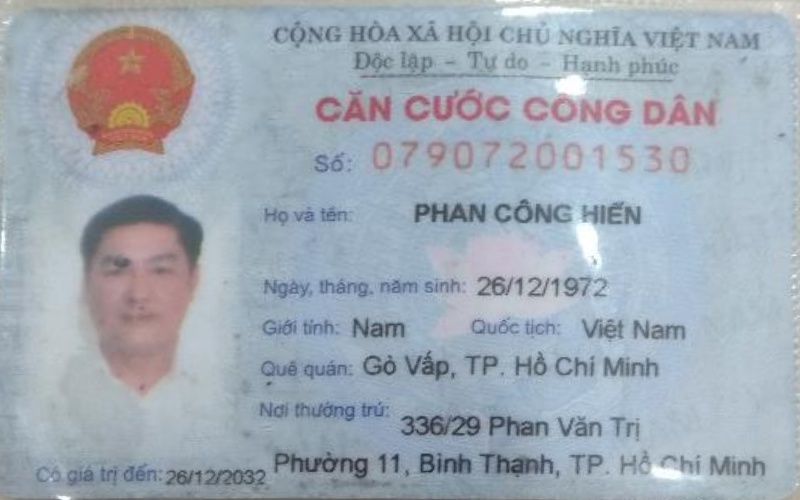 CỘNG HÒA XÃ HỘI CHỦ NGHĨA VIỆT NAM
Độc lập - Tự do - Hạnh phúc
CĂN CƯỚC CÔNG DÂN
Số: 079072001530
Họ và tên: PHAN CÔNG HIẾN
Ngày, tháng, năm sinh: 26/12/1972
Giới tính: Nam Quốc tịch: Việt Nam
Quê quán: Gò Vấp, TP. Hồ Chí Minh
Nơi thường trú: 336/29 Phan Văn Trị
Phường 11, Bình Thạnh, TP. Hồ Chí Minh
Có giá trị đến: 26/12/2032